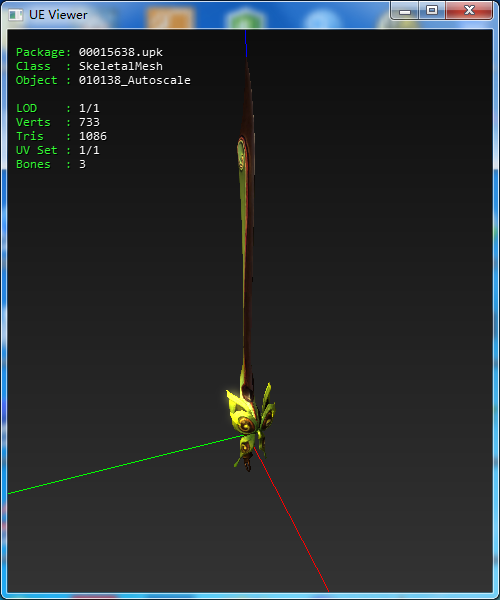 UE Viewer
Package: 00015638.upk
Class : SkeletalMesh
Object : 010138_Autoscale
LOD : 1/1
Verts : 733
Tris : 1086
UV Set : 1/1
Bones : 3